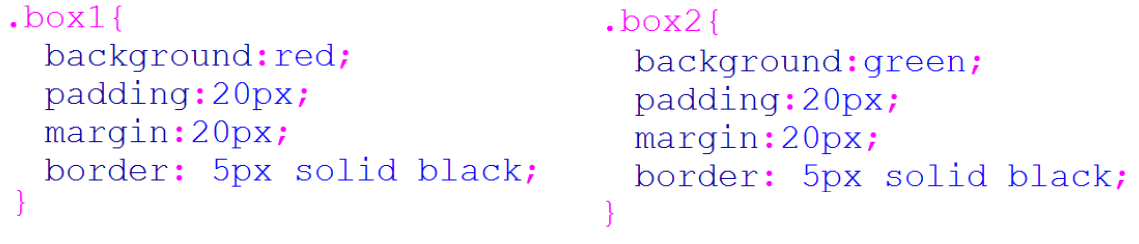 .box1{
  background:red;
  padding:20px;
  margin:20px;
  border: 5px solid black;
}
.box2{
  background:green;
  padding:20px;
  margin:20px;
  border: 5px solid black;
}